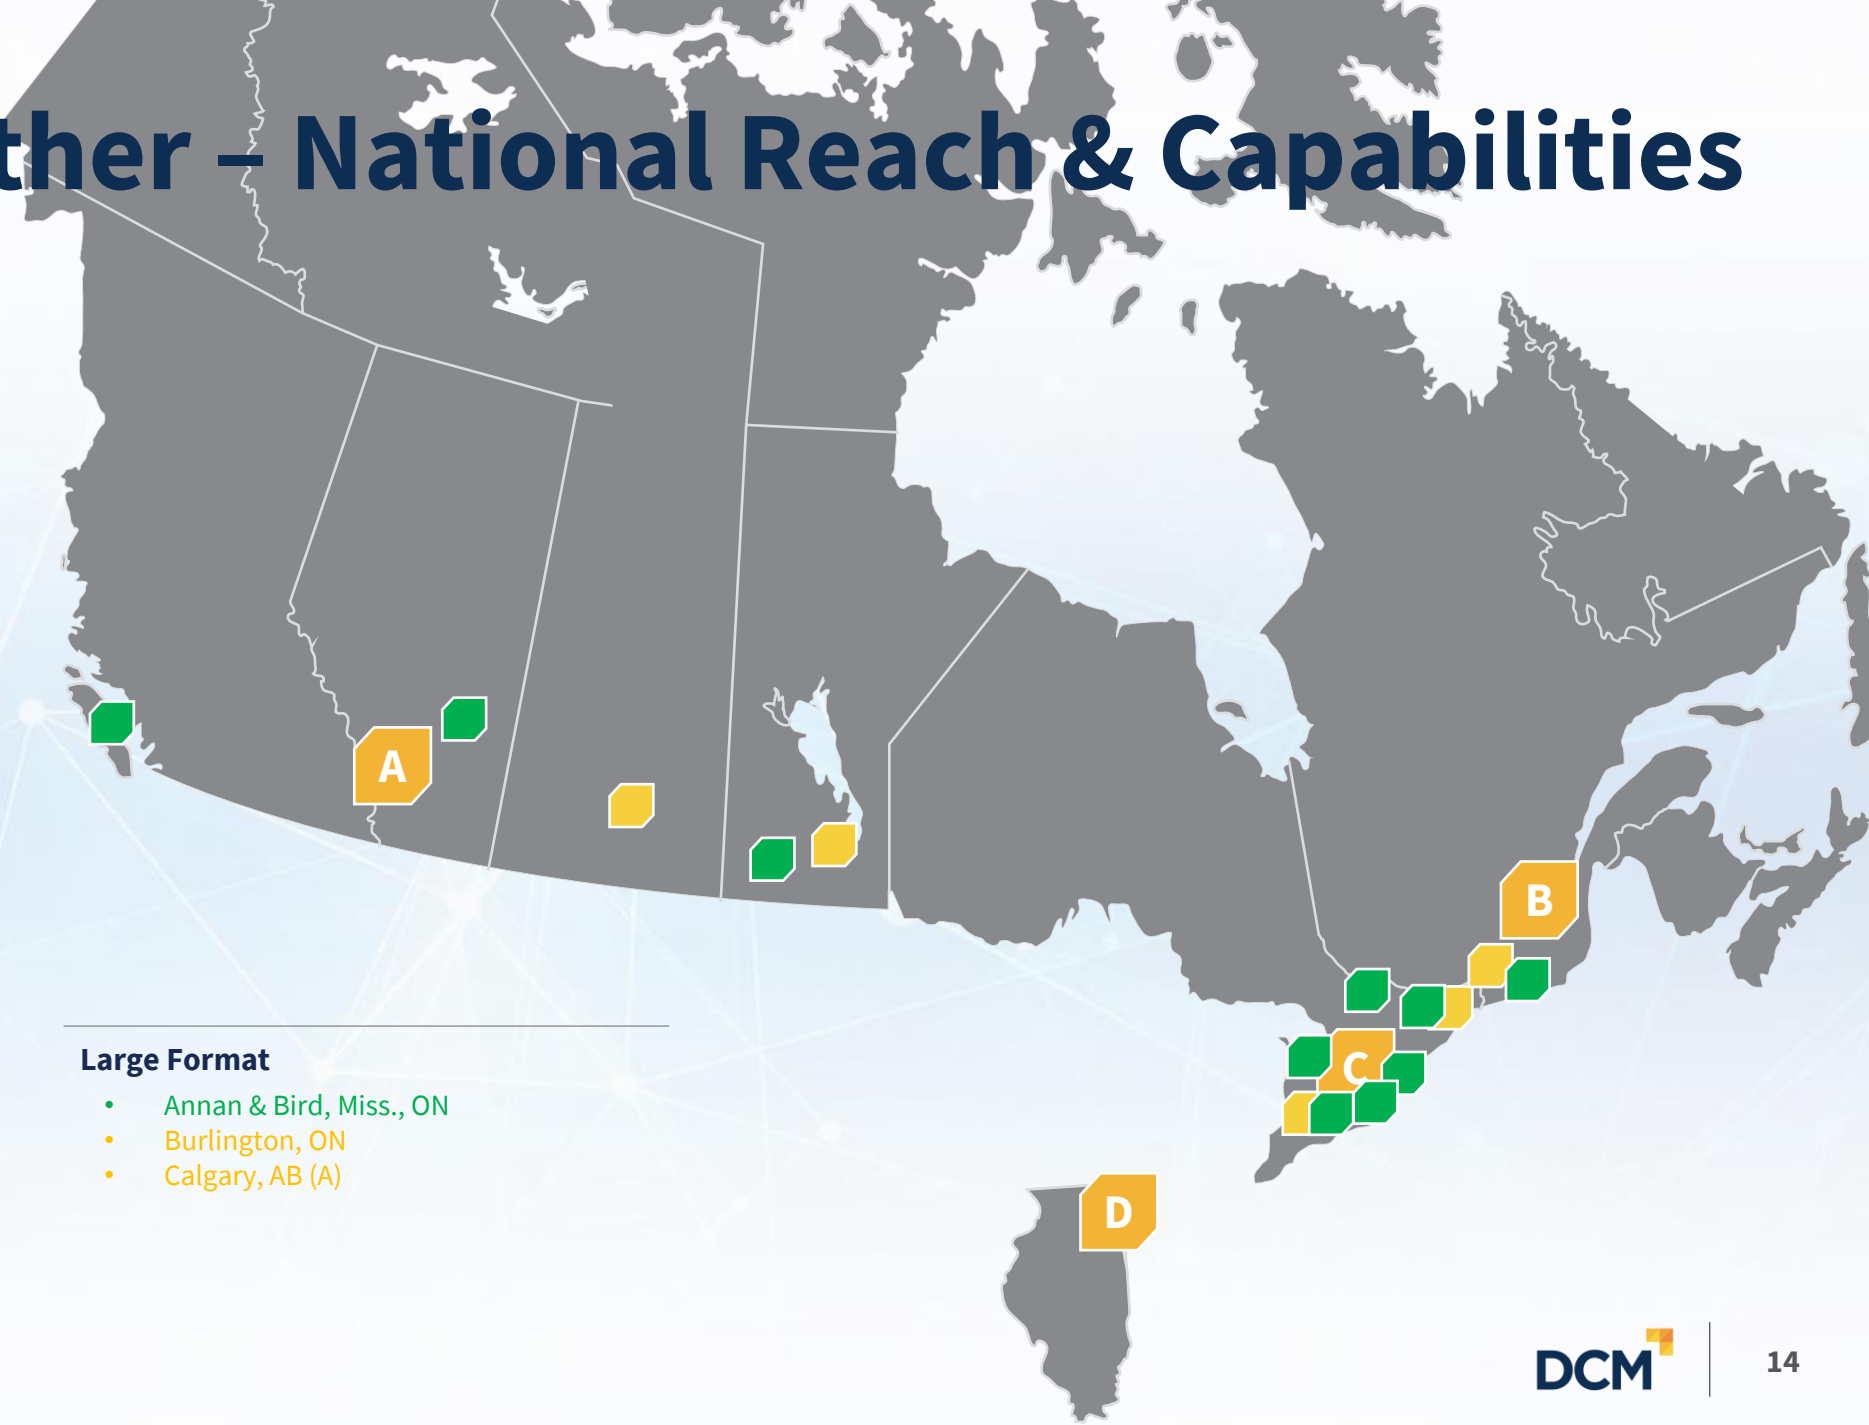 ther – National Reach & Capabilities
A
B
C
D
Large Format
• Annan & Bird, Miss., ON
• Burlington, ON
• Calgary, AB (A)
DCM
14